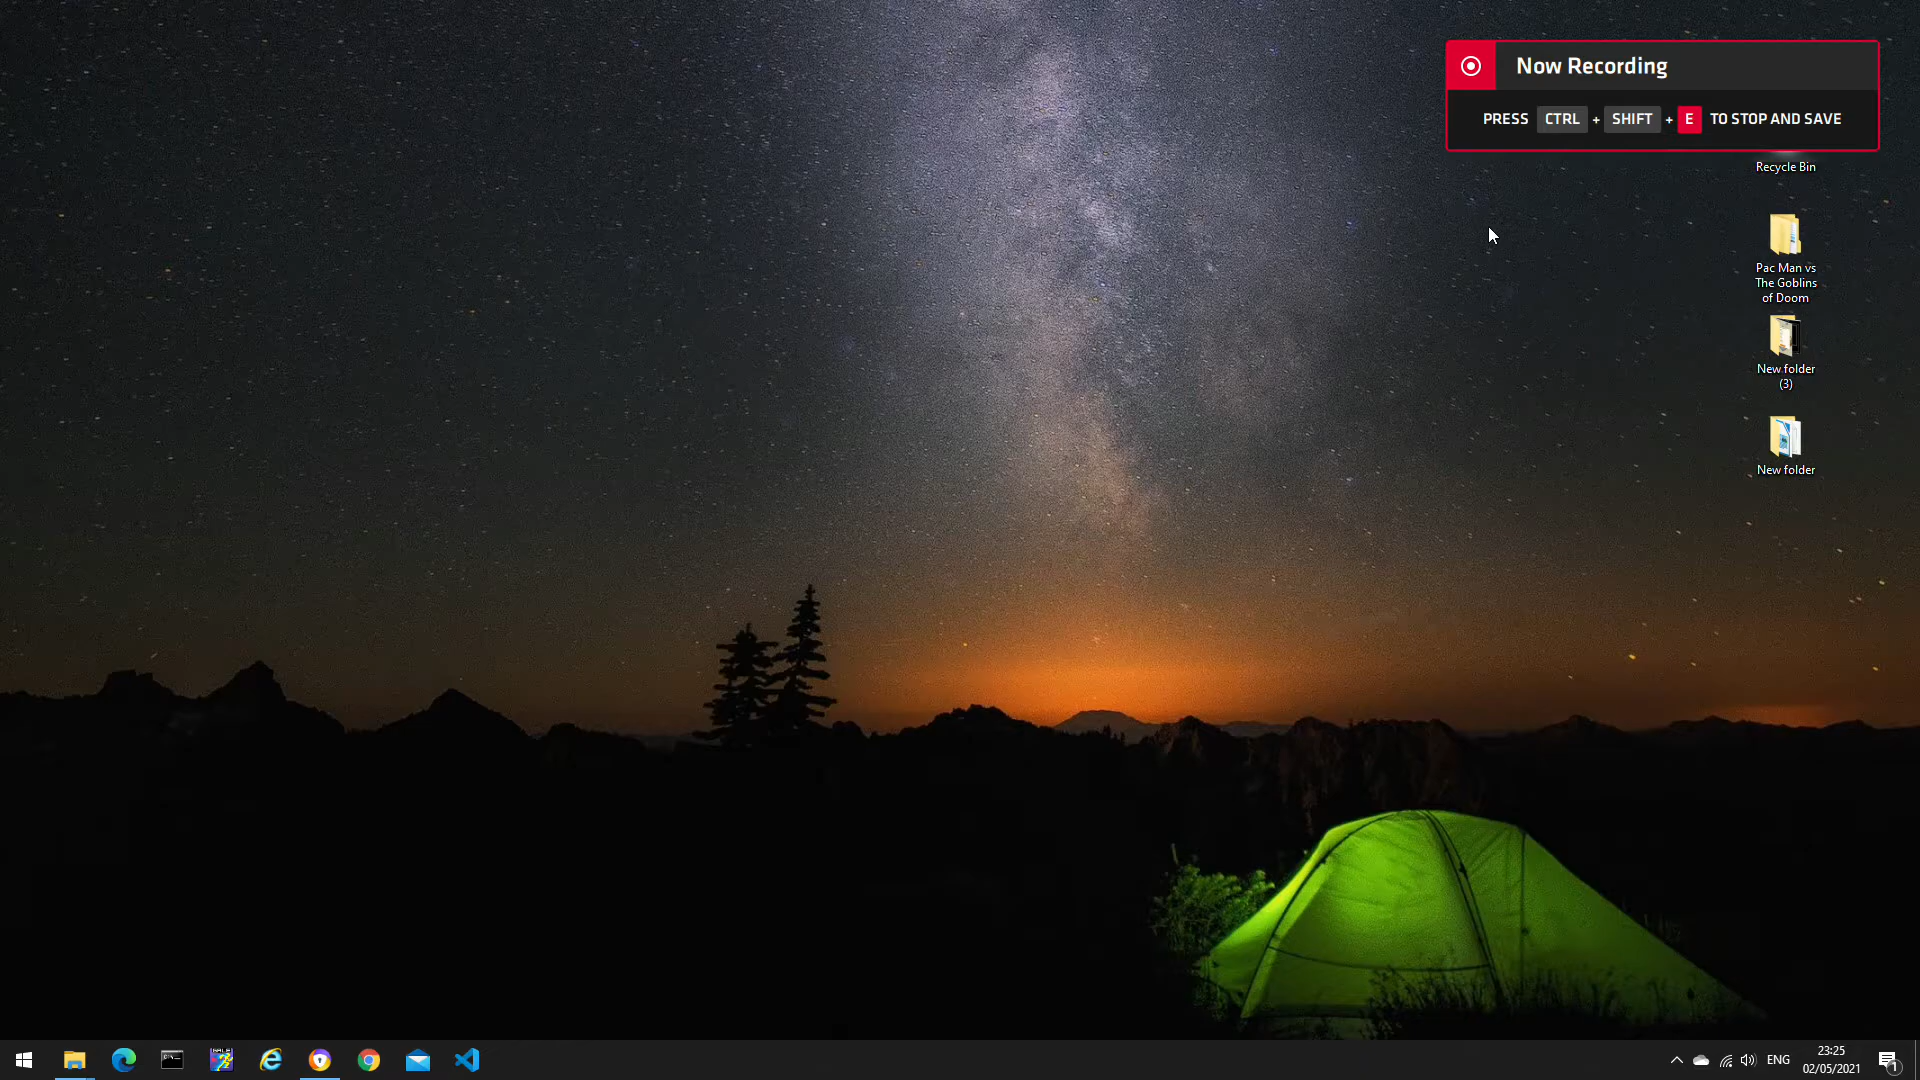 Now Recording
PRESS CTRL + SHIFT + E TO STOP AND SAVE
Recycle Bin
Pac Man vs
The Goblins
of Doom
New folder
(3)
New folder
ENG
23:25
02/05/2021
1